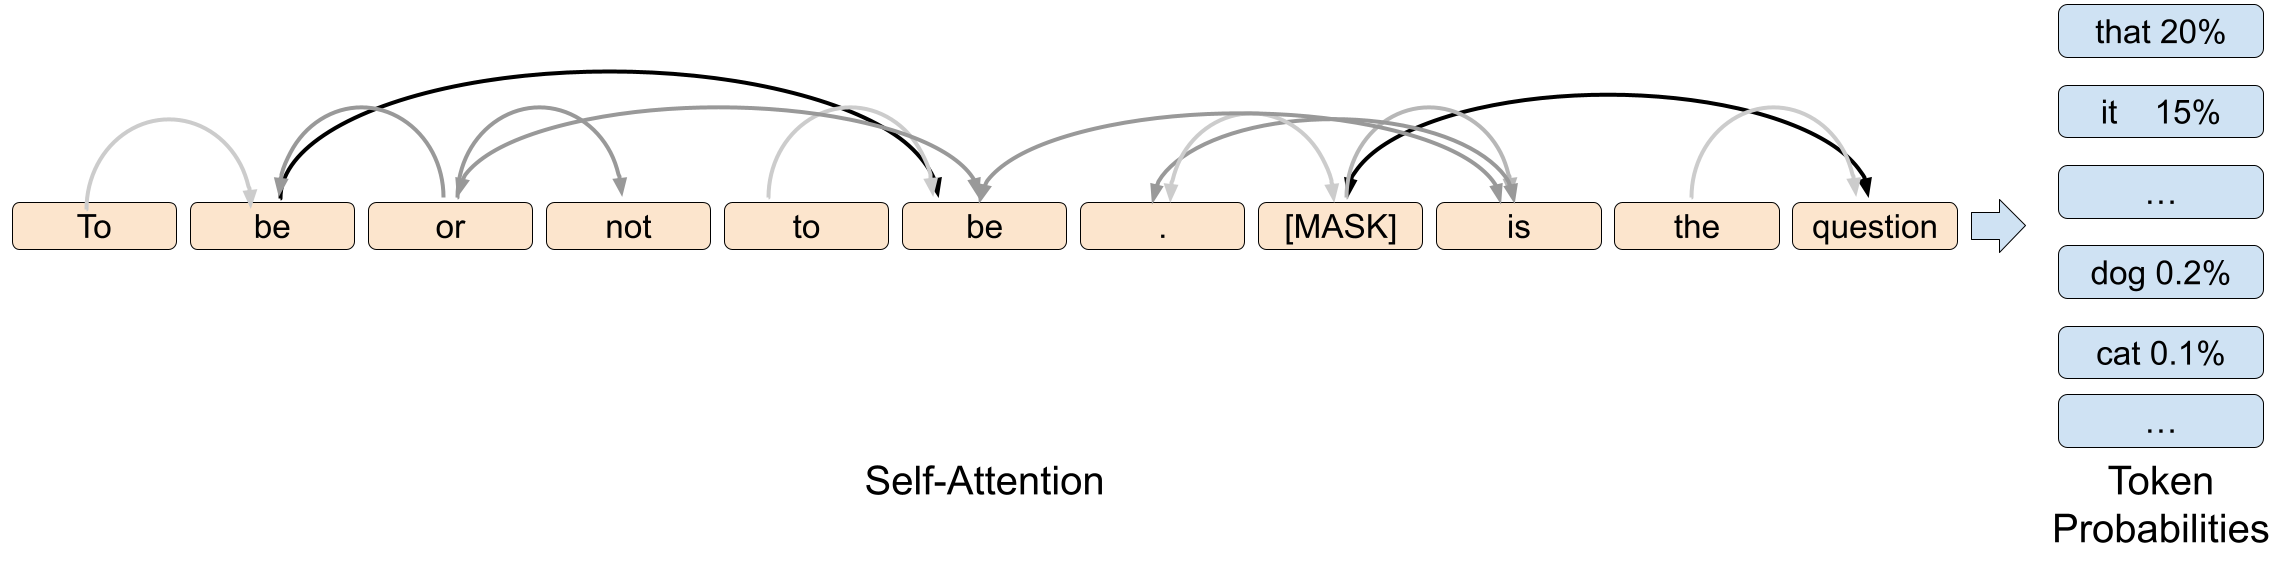 To be or not to be . [MASK] is the question
that 20%
it 15%
...
dog 0.2%
cat 0.1%
...
Self-Attention
Token
Probabilities